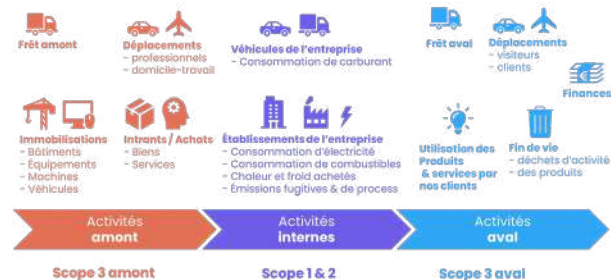 Frêt amont
Déplacements
- professionnels
- domicile-travail
Véhicules de l'entreprise
- Consommation de carburant
Frêt aval
Déplacements
- visiteurs
- clients
Finances
Immobilisations
- Bâtiments
- Équipements
- Machines
- Véhicules
Intrants / Achats
- Biens
- Services
Établissements de l'entreprise
- Consommation d'électricité
- Consommation de combustibles
- Chaleur et froid achetés
- Émissions fugitives & de process
Utilisation des
Produits
& services par
nos clients
Fin de vie
- déchets d'activité
- des produits
Activités
amont
Activités
internes
Activités
aval
Scope 3 amont
Scope 1 & 2
Scope 3 aval